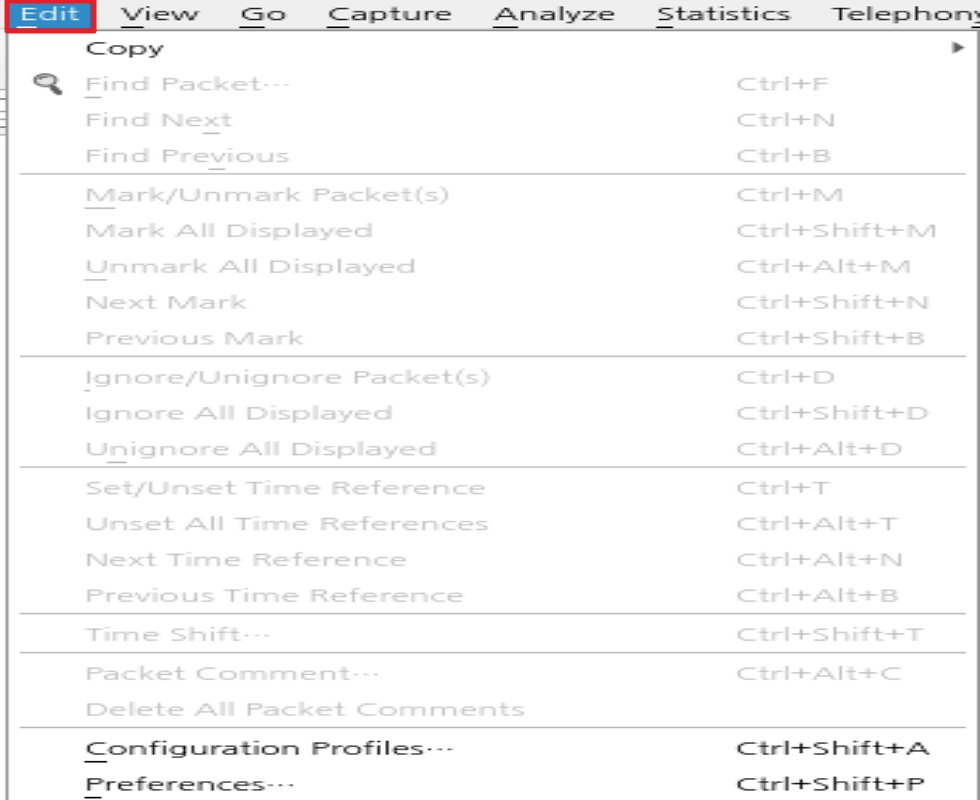 Edit View Go Capture Analyze Statistics Telephony
Copy
Find Packet... Ctrl+F
Find Next Ctrl+N
Find Previous Ctrl+B
Mark/Unmark Packet(s) Ctrl+M
Mark All Displayed Ctrl+Shift+M
Unmark All Displayed Ctrl+Alt+M
Next Mark Ctrl+Shift+N
Previous Mark Ctrl+Shift+B
Ignore/Unignore Packet(s) Ctrl+D
Ignore All Displayed Ctrl+Shift+D
Unignore All Displayed Ctrl+Alt+D
Set/Unset Time Reference Ctrl+T
Unset All Time References Ctrl+Alt+T
Next Time Reference Ctrl+Alt+N
Previous Time Reference Ctrl+Alt+B
Time Shift... Ctrl+Shift+T
Packet Comment... Ctrl+Alt+C
Delete All Packet Comments
Configuration Profiles... Ctrl+Shift+A
Preferences... Ctrl+Shift+P